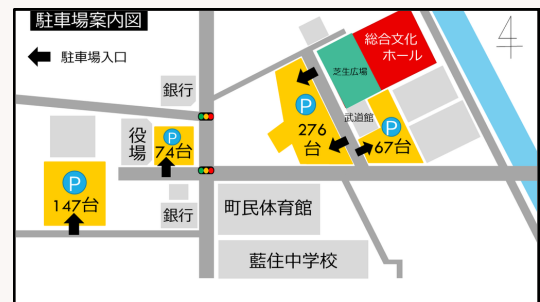 駐車場案内図
駐車場入口
総合文化
ホール
芝生広場
銀行
P
276
台
武道館
P
67台
役
場
P
74台
P
147台
銀行
町民体育館
藍住中学校